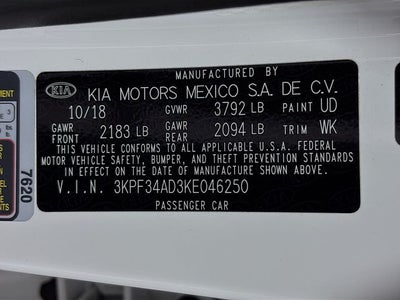 MANUFACTURED BY
KIA KIA MOTORS MEXICO S.A. DE C.V.
10/18 GVWR 3792 LB PAINT UD
GAWR FRONT 2183 LB GAWR REAR 2094 LB TRIM WK
THIS VEHICLE CONFORMS TO ALL APPLICABLE U.S.A. FEDERAL
MOTOR VEHICLE SAFETY, BUMPER, AND THEFT PREVENTION STANDARDS
IN EFFECT ON THE DATE OF MANUFACTURE SHOWN ABOVE.
V.I.N. 3KPF34AD3KE046250
PASSENGER CAR
7620